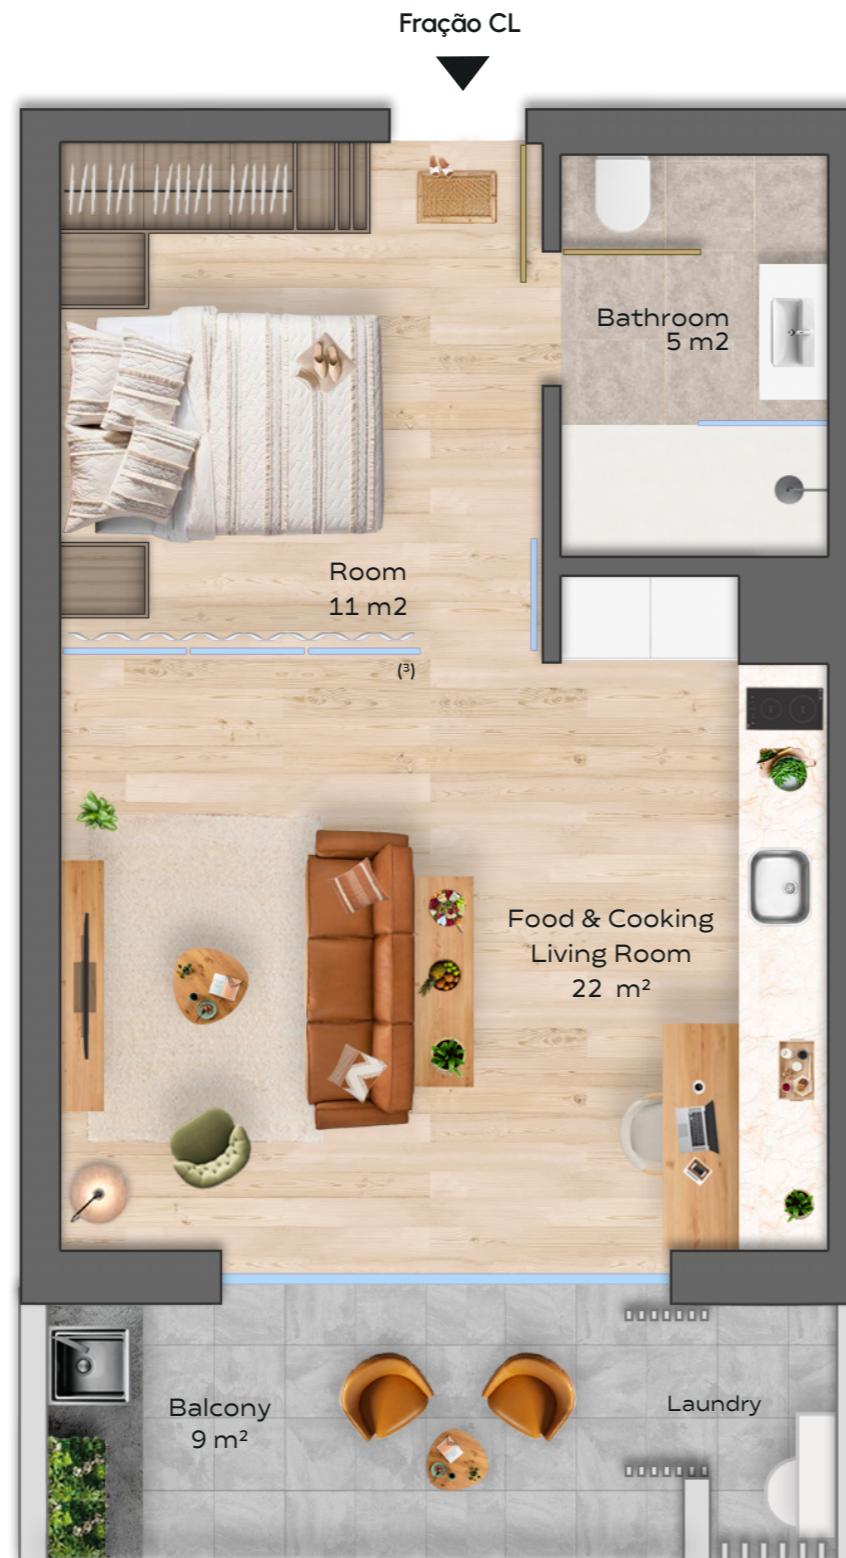 Fração CL
Bathroom
5 m2
Room
11 m2
(³)
Food & Cooking
Living Room
22 m²
Balcony
9 m²
Laundry